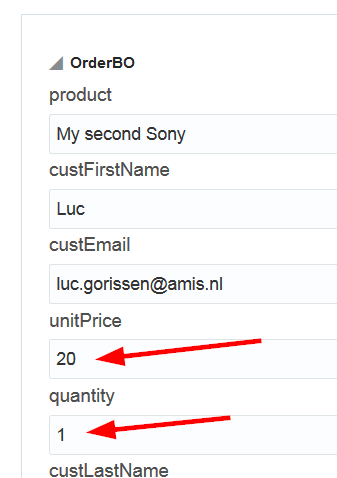 OrderBO
product
My second Sony
custFirstName
Luc
custEmail
luc.gorissen@amis.nl
unitPrice
20
quantity
1
custLastName